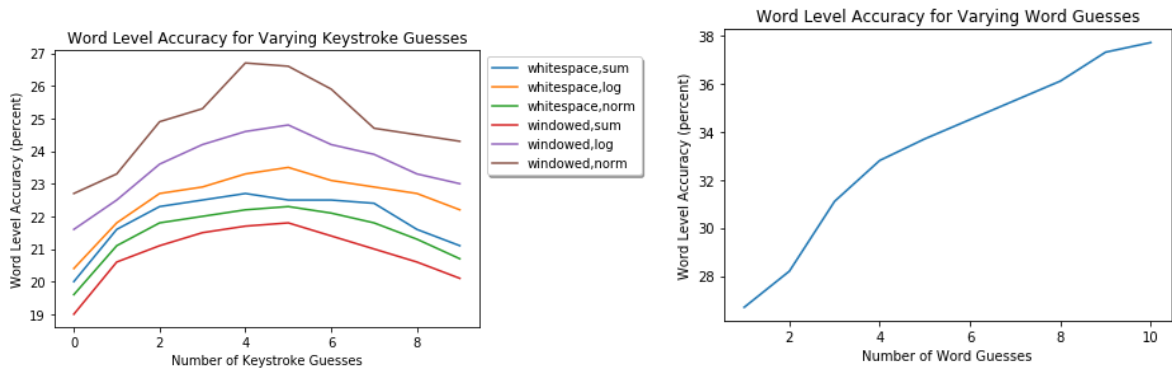 Word Level Accuracy for Varying Keystroke Guesses
27
26
25
24
23
22
21
20
19
Word Level Accuracy (percent)
0 2 4 6 8
Number of Keystroke Guesses
whitespace,sum
whitespace,log
whitespace,norm
windowed,sum
windowed,log
windowed,norm
Word Level Accuracy for Varying Word Guesses
38
36
34
32
30
28
Word Level Accuracy (percent)
2 4 6 8 10
Number of Word Guesses